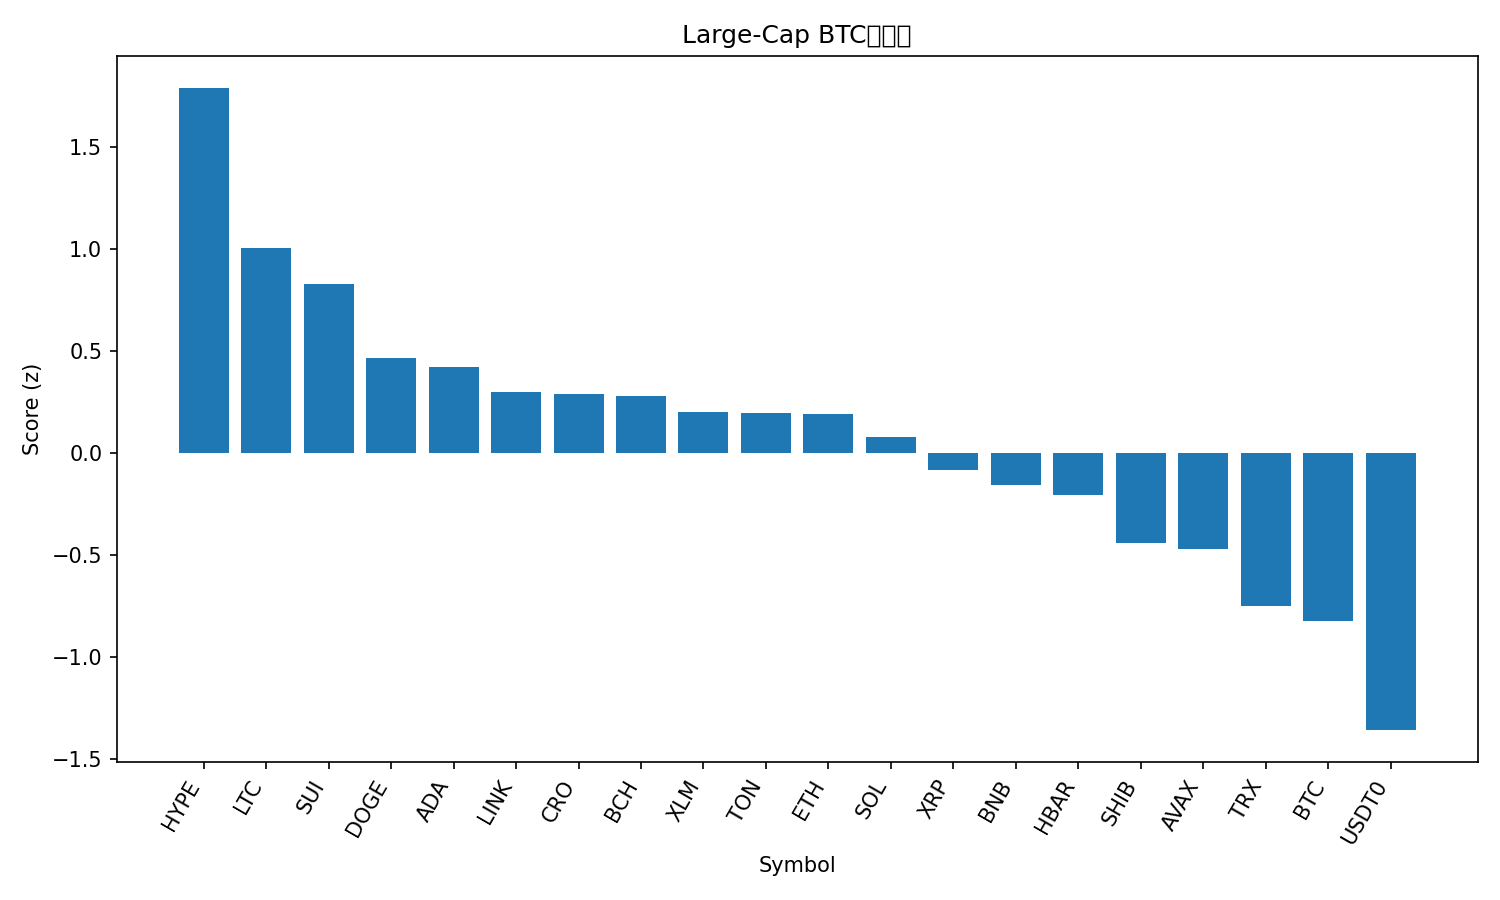 Large-Cap BTC
Score (z)
1.5
1.0
0.5
0.0
−0.5
−1.0
−1.5
HYPE
LTC
SUI
DOGE
ADA
LINK
CRO
BCH
XLM
TON
ETH
SOL
XRP
BNB
HBAR
SHIB
AVAX
TRX
BTC
USDT0
Symbol